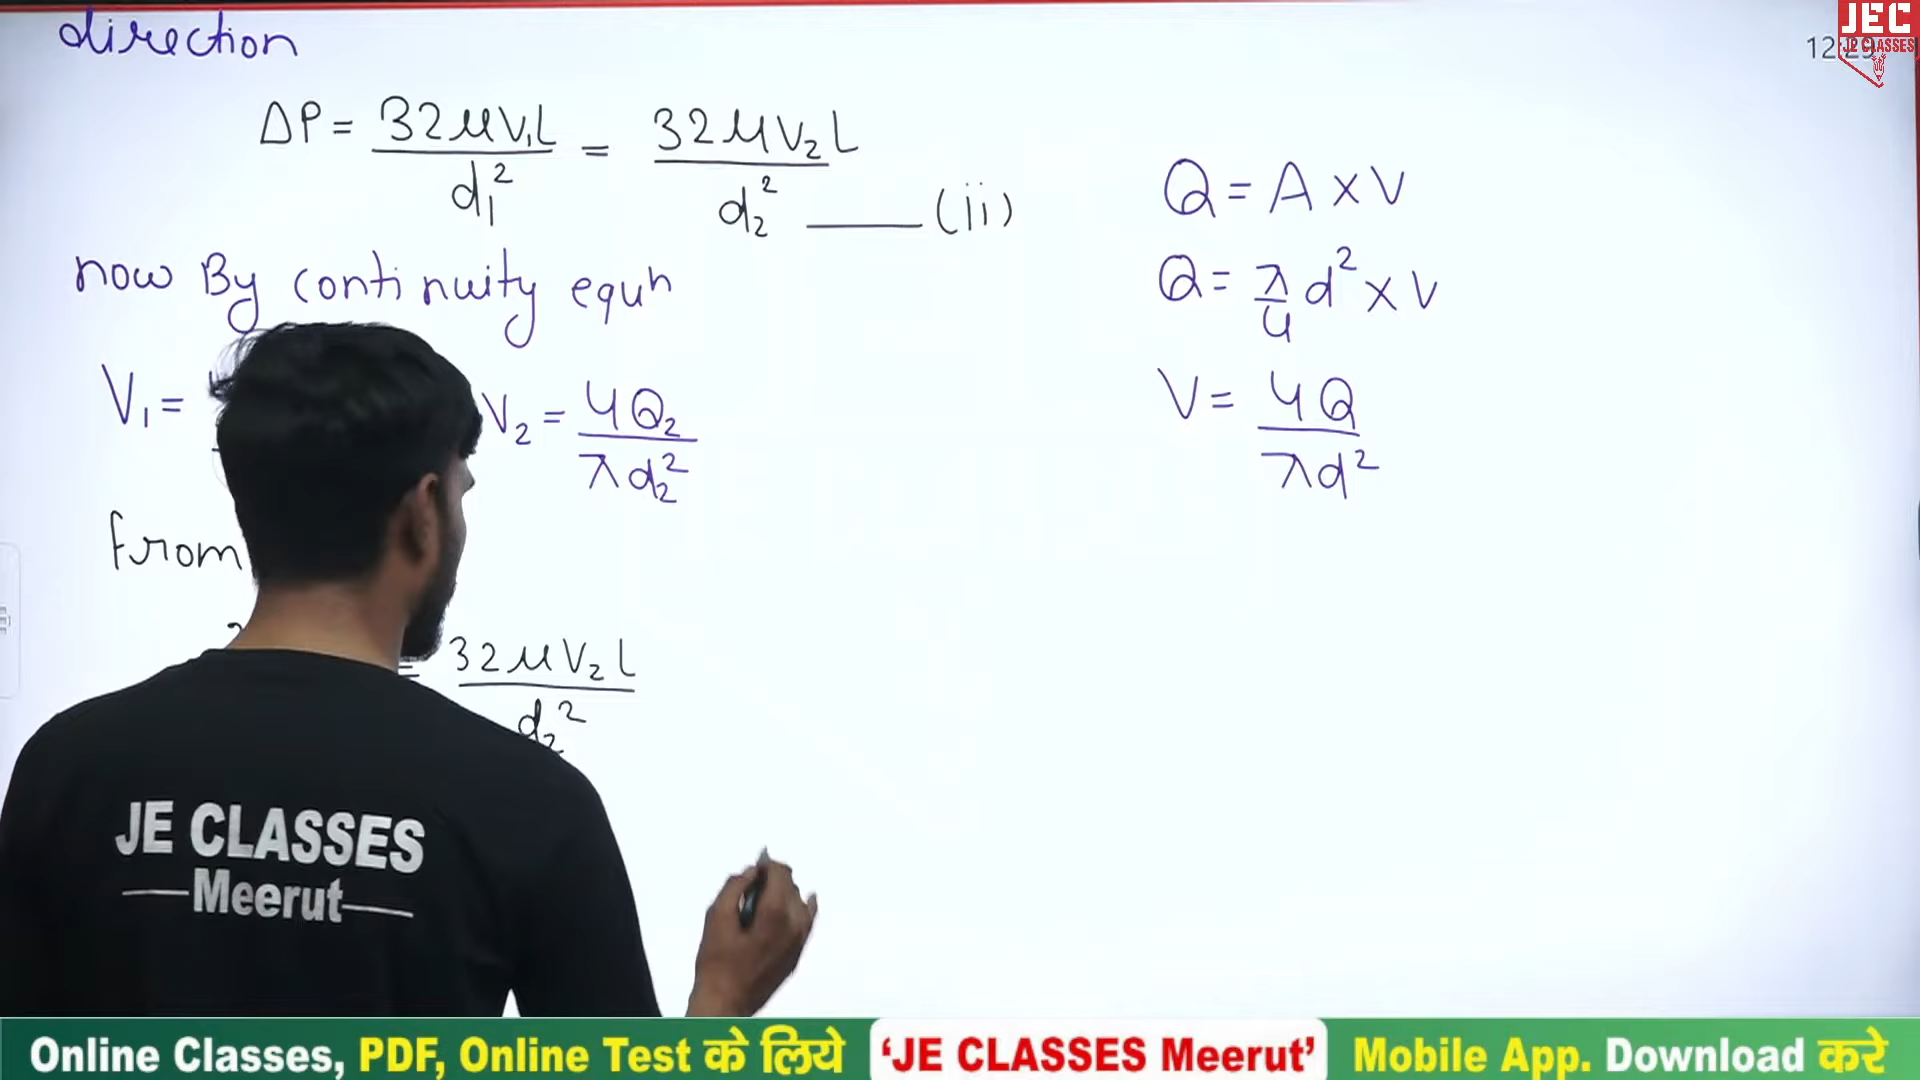 direction
JEC
JE CLASSES
ΔP = 32μV₁L / d₁² = 32μV₂L / d₂² ——— (ii)
Q = A × V
now By continuity equn
Q = π/4 d² × V
V₁ =
V₂ = 4Q₂ / πd₂²
V = 4Q / πd²
from
= 32μV₂L / d₂²
JE CLASSES
Meerut
Online Classes, PDF, Online Test के लिये 'JE CLASSES Meerut' Mobile App. Download करे